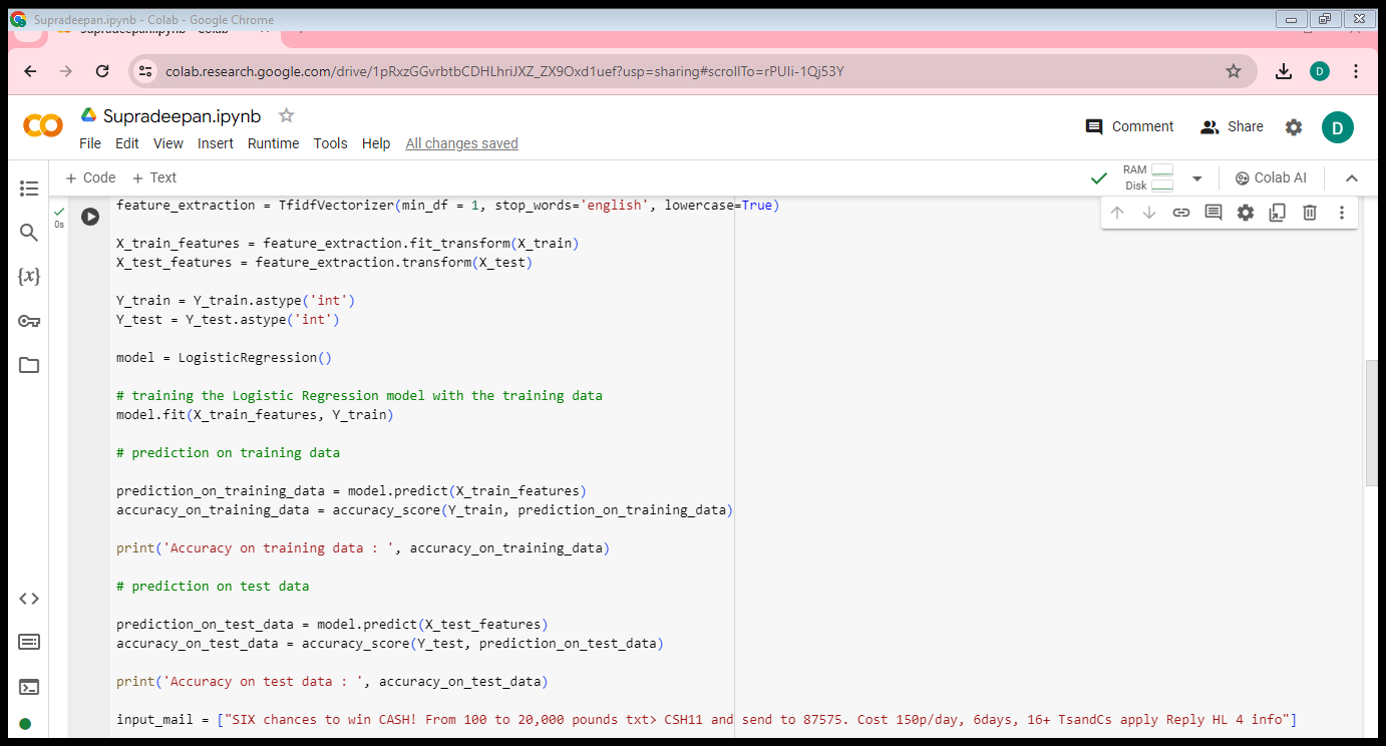 Supradeepan.ipynb - Colab - Google Chrome
Supradeepan.ipynb - Colab
colab.research.google.com/drive/1pRxzGGvrbtbCDHLhriJXZ_ZX9Oxd1uef?usp=sharing#scrollTo=rPUIi-1Qj53Y
D
CO
Supradeepan.ipynb
Comment
Share
D
File Edit View Insert Runtime Tools Help All changes saved
+ Code + Text
RAM
Disk
Colab AI
0s
{x}
feature_extraction = TfidfVectorizer(min_df = 1, stop_words='english', lowercase=True)
X_train_features = feature_extraction.fit_transform(X_train)
X_test_features = feature_extraction.transform(X_test)
Y_train = Y_train.astype('int')
Y_test = Y_test.astype('int')
model = LogisticRegression()
# training the Logistic Regression model with the training data
model.fit(X_train_features, Y_train)
# prediction on training data
prediction_on_training_data = model.predict(X_train_features)
accuracy_on_training_data = accuracy_score(Y_train, prediction_on_training_data)
print('Accuracy on training data : ', accuracy_on_training_data)
# prediction on test data
prediction_on_test_data = model.predict(X_test_features)
accuracy_on_test_data = accuracy_score(Y_test, prediction_on_test_data)
print('Accuracy on test data : ', accuracy_on_test_data)
input_mail = ["SIX chances to win CASH! From 100 to 20,000 pounds txt> CSH11 and send to 87575. Cost 150p/day, 6days, 16+ TsandCs apply Reply HL 4 info"]